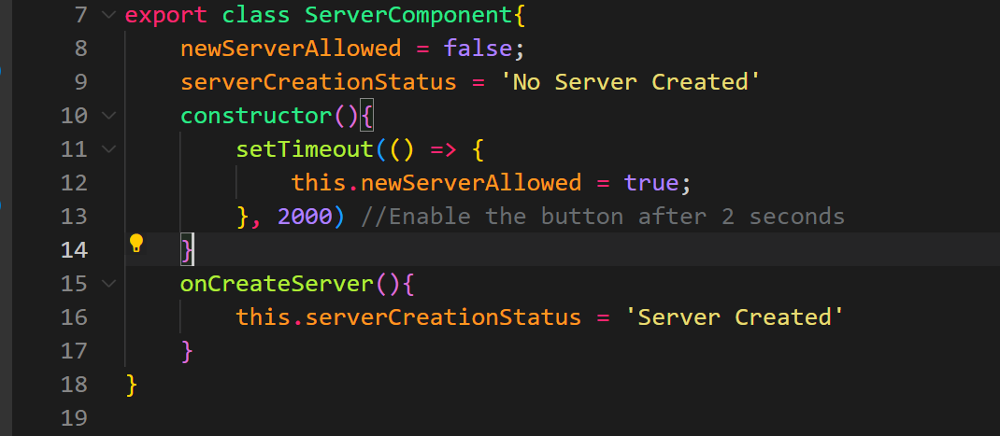 7 export class ServerComponent{
8 newServerAllowed = false;
9 serverCreationStatus = 'No Server Created'
10 constructor(){
11 setTimeout(() => {
12 this.newServerAllowed = true;
13 }, 2000) //Enable the button after 2 seconds
14 }
15 onCreateServer(){
16 this.serverCreationStatus = 'Server Created'
17 }
18 }
19